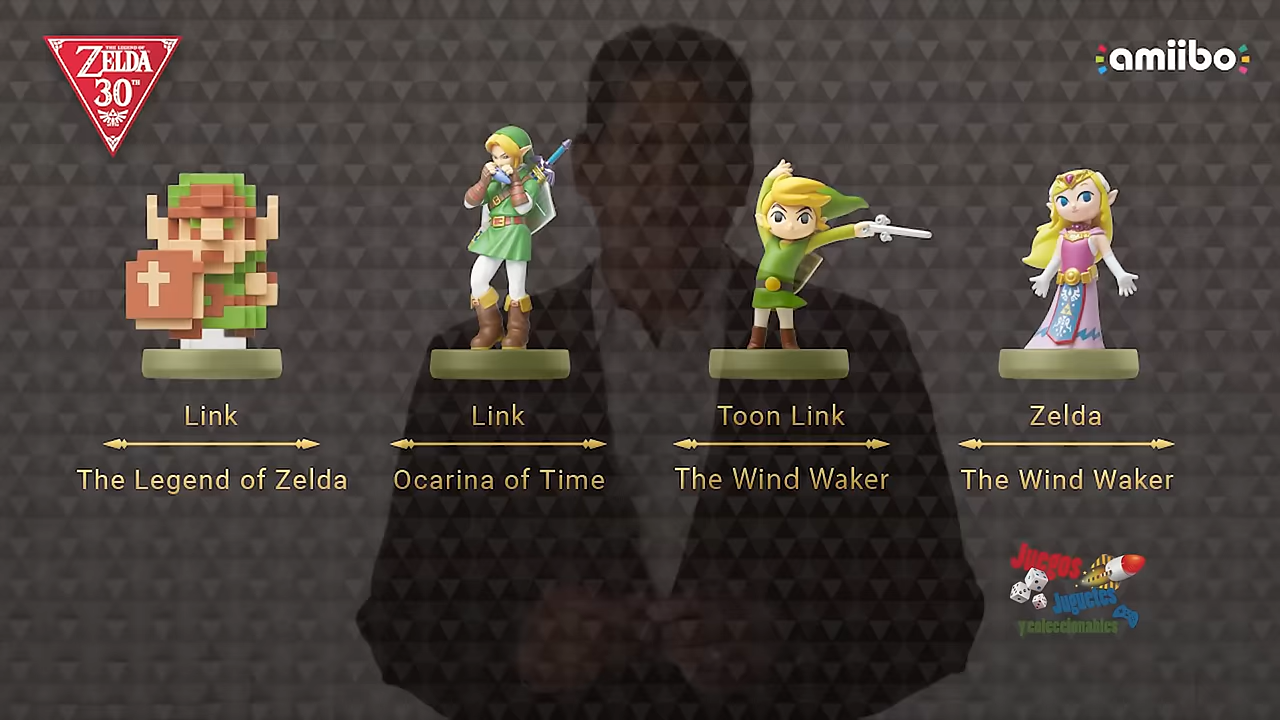 THE LEGEND OF
ZELDA
30TH
amiibo
Link
The Legend of Zelda
Link
Ocarina of Time
Toon Link
The Wind Waker
Zelda
The Wind Waker
Juegos
Juguetes
y coleccionables